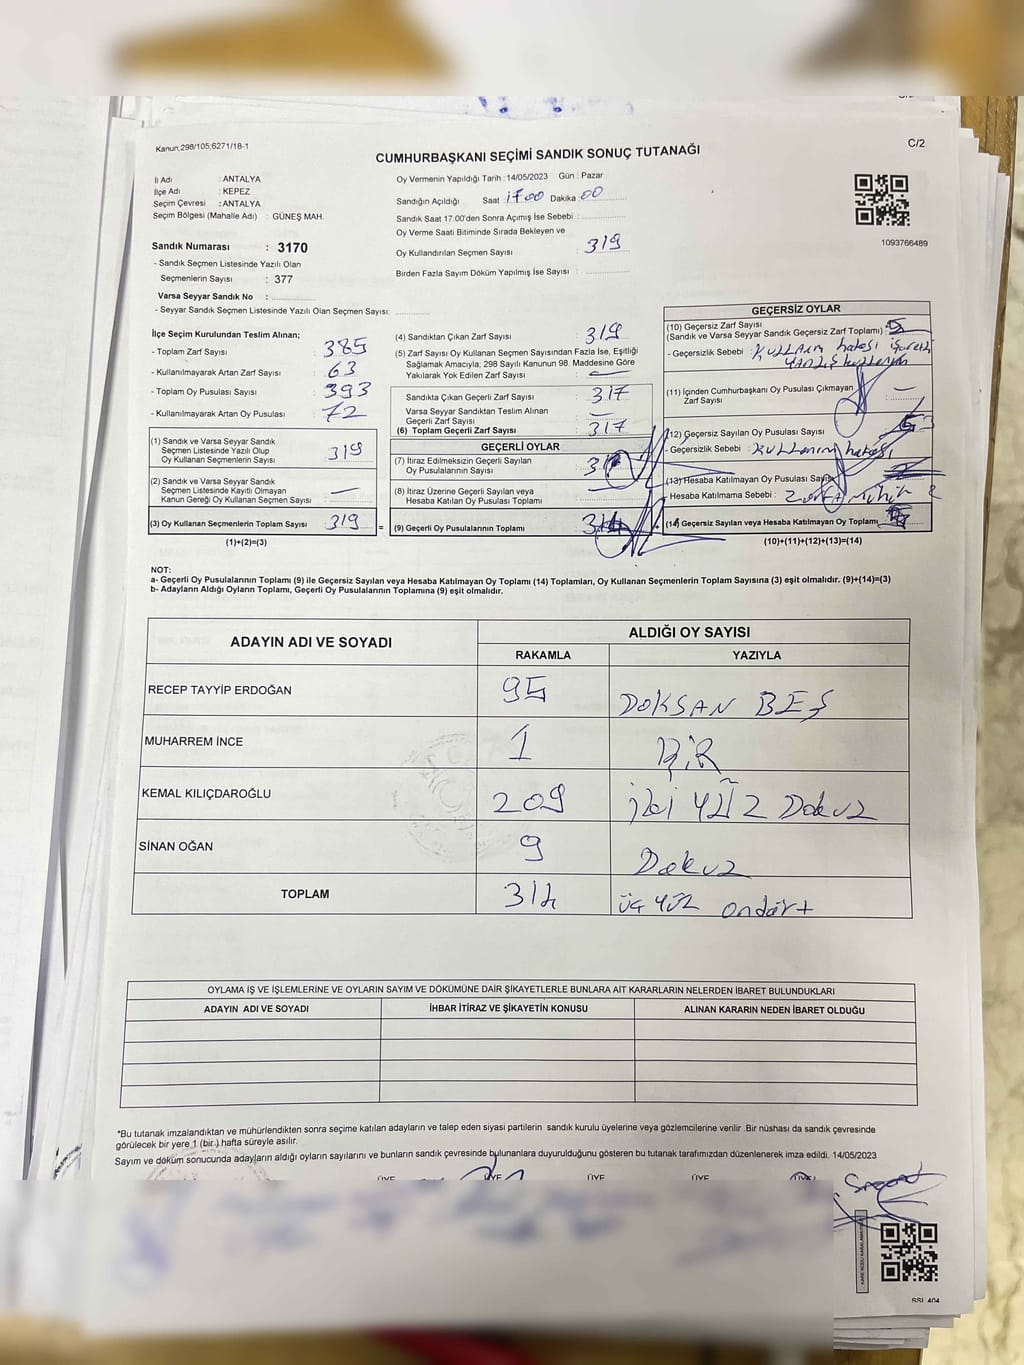 Kanun;298/105;6271/18-1
CUMHURBAŞKANI SEÇİMİ SANDIK SONUÇ TUTANAĞI
C/2
İl Adı : ANTALYA
İlçe Adı : KEPEZ
Seçim Çevresi : ANTALYA
Seçim Bölgesi (Mahalle Adı) : GÜNEŞ MAH.
Sandık Numarası : 3170
- Sandık Seçmen Listesinde Yazılı Olan
Seçmenlerin Sayısı : 377
Varsa Seyyar Sandık No :
- Seyyar Sandık Seçmen Listesinde Yazılı Olan Seçmen Sayısı:
Oy Vermenin Yapıldığı Tarih : 14/05/2023 Gün : Pazar
Sandığın Açıldığı Saat 1700 Dakika 00
Sandık Saat 17.00'den Sonra Açımış İse Sebebi :
Oy Verme Saati Bitiminde Sırada Bekleyen ve
Oy Kullandırılan Seçmen Sayısı : 319
Birden Fazla Sayım Döküm Yapılmış İse Sayısı :
1093766489
İlçe Seçim Kurulundan Teslim Alınan;
- Toplam Zarf Sayısı : 385
- Kullanılmayarak Artan Zarf Sayısı : 63
- Toplam Oy Pusulası Sayısı : 393
- Kullanılmayarak Artan Oy Pusulası : 72
(1) Sandık ve Varsa Seyyar Sandık
Seçmen Listesinde Yazılı Olup
Oy Kullanan Seçmenlerin Sayısı : 319
(2) Sandık ve Varsa Seyyar Sandık
Seçmen Listesinde Kayıtlı Olmayan
Kanun Gereği Oy Kullanan Seçmen Sayısı : —
(3) Oy Kullanan Seçmenlerin Toplam Sayısı : 319
(1)+(2)=(3)
(4) Sandıktan Çıkan Zarf Sayısı : 319
(5) Zarf Sayısı Oy Kullanan Seçmen Sayısından Fazla İse, Eşitliği
Sağlamak Amacıyla; 298 Sayılı Kanunun 98. Maddesine Göre
Yakılarak Yok Edilen Zarf Sayısı : —
Sandıkta Çıkan Geçerli Zarf Sayısı : 317
Varsa Seyyar Sandıktan Teslim Alınan
Geçerli Zarf Sayısı : —
(6) Toplam Geçerli Zarf Sayısı : 317
GEÇERLİ OYLAR
(7) İtiraz Edilmeksizin Geçerli Sayılan
Oy Pusulalarının Sayısı :
(8) İtiraz Üzerine Geçerli Sayılan veya
Hesaba Katılan Oy Pusulası Toplamı : —
= (9) Geçerli Oy Pusulalarının Toplamı : 314
GEÇERSİZ OYLAR
(10) Geçersiz Zarf Sayısı
(Sandık ve Varsa Seyyar Sandık Geçersiz Zarf Toplamı) :
- Geçersizlik Sebebi : Kullanım hatası işareti
yanlış kullanım
(11) İçinden Cumhurbaşkanı Oy Pusulası Çıkmayan
Zarf Sayısı : —
(12) Geçersiz Sayılan Oy Pusulası Sayısı : 3
- Geçersizlik Sebebi : Kullanım hatası
(13) Hesaba Katılmayan Oy Pusulası Sayısı
Hesaba Katılmama Sebebi : 2
+ (14) Geçersiz Sayılan veya Hesaba Katılmayan Oy Toplamı
(10)+(11)+(12)+(13)=(14)
NOT:
a- Geçerli Oy Pusulalarının Toplamı (9) ile Geçersiz Sayılan veya Hesaba Katılmayan Oy Toplamı (14) Toplamları, Oy Kullanan Seçmenlerin Toplam Sayısına (3) eşit olmalıdır. (9)+(14)=(3)
b- Adayların Aldığı Oyların Toplamı, Geçerli Oy Pusulalarının Toplamına (9) eşit olmalıdır.
ADAYIN ADI VE SOYADI ALDIĞI OY SAYISI
RAKAMLA YAZIYLA
RECEP TAYYİP ERDOĞAN 95 DOKSAN BEŞ
MUHARREM İNCE 1 BİR
KEMAL KILIÇDAROĞLU 209 iki yüz Dokuz
SİNAN OĞAN 9 Dokuz
TOPLAM 314 üç yüz ondört
OYLAMA İŞ VE İŞLEMLERİNE VE OYLARIN SAYIM VE DÖKÜMÜNE DAİR ŞİKAYETLERLE BUNLARA AİT KARARLARIN NELERDEN İBARET BULUNDUKLARI
ADAYIN ADI VE SOYADI İHBAR İTİRAZ VE ŞİKAYETİN KONUSU ALINAN KARARIN NEDEN İBARET OLDUĞU
*Bu tutanak imzalandıktan ve mühürlendikten sonra seçime katılan adayların ve talep eden siyasi partilerin sandık kurulu üyelerine veya gözlemcilerine verilir .Bir nüshası da sandık çevresinde
görülecek bir yere 1 (bir ) hafta süreyle asılır.
Sayım ve döküm sonucunda adayların aldığı oyların sayılarını ve bunların sandık çevresinde bulunanlara duyurulduğunu gösteren bu tutanak tarafımızdan düzenlenerek imza edildi. 14/05/2023
ÜYE ÜYE ÜYE ÜYE ÜYE